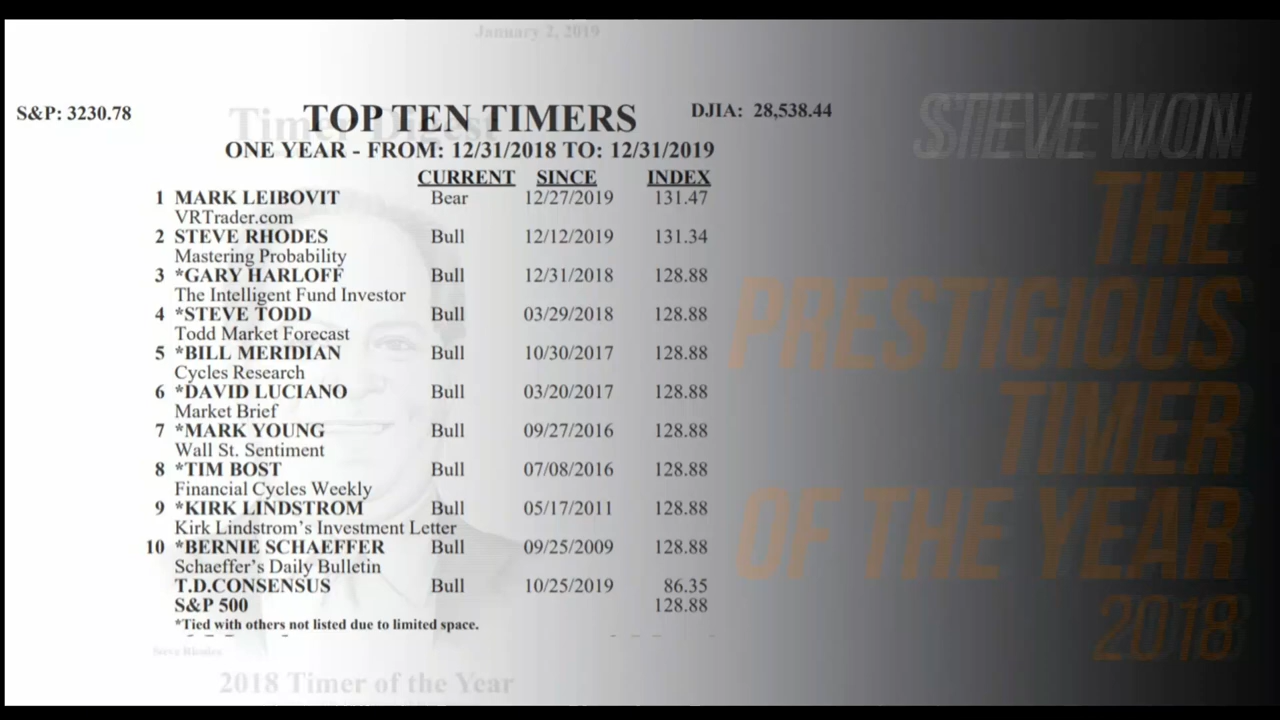 January 2, 2019
S&P: 3230.78
Timer Digest
TOP TEN TIMERS
DJIA: 28,538.44
ONE YEAR - FROM: 12/31/2018 TO: 12/31/2019
CURRENT SINCE INDEX
1 MARK LEIBOVIT Bear 12/27/2019 131.47
VRTrader.com
2 STEVE RHODES Bull 12/12/2019 131.34
Mastering Probability
3 *GARY HARLOFF Bull 12/31/2018 128.88
The Intelligent Fund Investor
4 *STEVE TODD Bull 03/29/2018 128.88
Todd Market Forecast
5 *BILL MERIDIAN Bull 10/30/2017 128.88
Cycles Research
6 *DAVID LUCIANO Bull 03/20/2017 128.88
Market Brief
7 *MARK YOUNG Bull 09/27/2016 128.88
Wall St. Sentiment
8 *TIM BOST Bull 07/08/2016 128.88
Financial Cycles Weekly
9 *KIRK LINDSTROM Bull 05/17/2011 128.88
Kirk Lindstrom's Investment Letter
10 *BERNIE SCHAEFFER Bull 09/25/2009 128.88
Schaeffer's Daily Bulletin
T.D.CONSENSUS Bull 10/25/2019 86.35
S&P 500 128.88
*Tied with others not listed due to limited space.
Steve Rhodes
2018 Timer of the Year
STEVE WON
THE
PRESTIGIOUS
TIMER
OF THE YEAR
2018